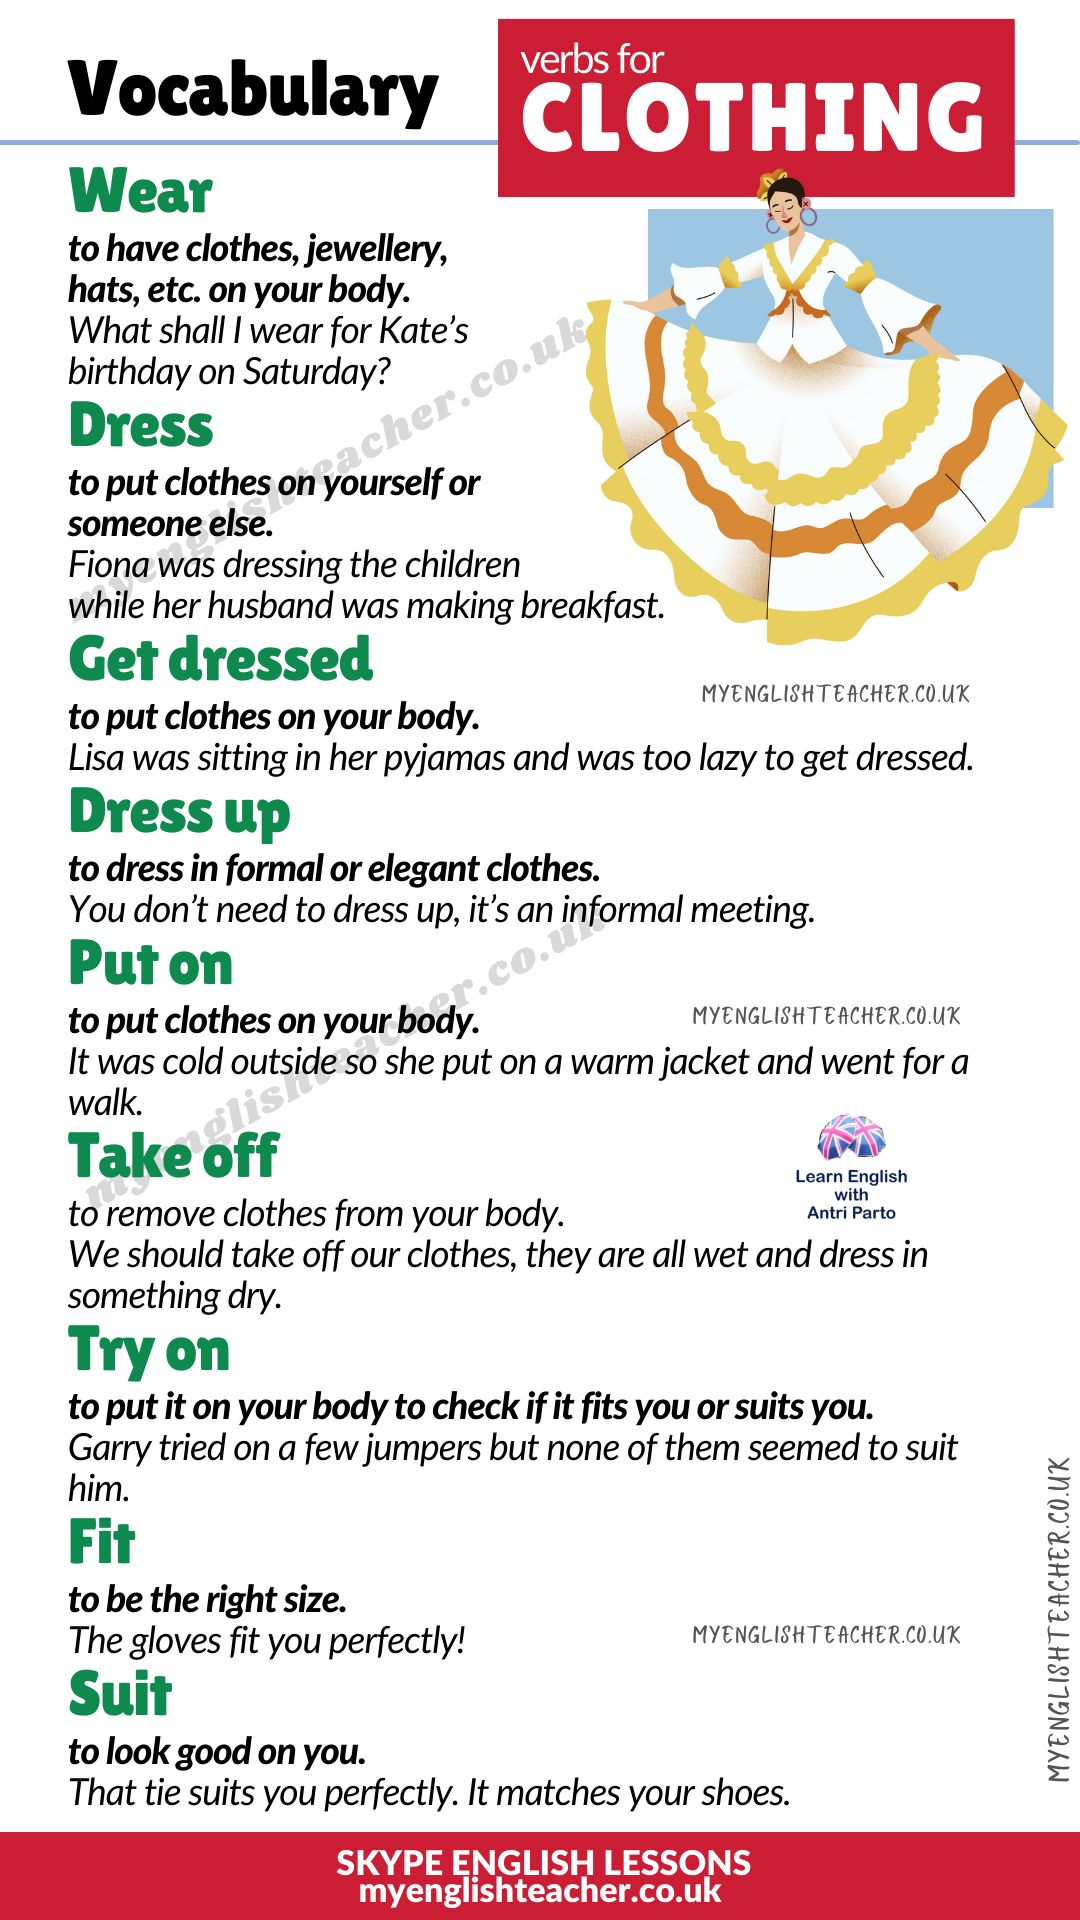 Vocabulary
verbs for
CLOTHING
Wear
to have clothes, jewellery,
hats, etc. on your body.
What shall I wear for Kate’s
birthday on Saturday?
myenglishteacher.co.uk
Dress
to put clothes on yourself or
someone else.
Fiona was dressing the children
while her husband was making breakfast.
Get dressed
MYENGLISHTEACHER.CO.UK
to put clothes on your body.
Lisa was sitting in her pyjamas and was too lazy to get dressed.
Dress up
to dress in formal or elegant clothes.
You don’t need to dress up, it’s an informal meeting.
myenglishteacher.co.uk
Put on
to put clothes on your body.
MYENGLISHTEACHER.CO.UK
It was cold outside so she put on a warm jacket and went for a
walk.
Take off
Learn English
with
Antri Parto
to remove clothes from your body.
We should take off our clothes, they are all wet and dress in
something dry.
Try on
to put it on your body to check if it fits you or suits you.
Garry tried on a few jumpers but none of them seemed to suit
him.
Fit
to be the right size.
The gloves fit you perfectly!
MYENGLISHTEACHER.CO.UK
MYENGLISHTEACHER.CO.UK
Suit
to look good on you.
That tie suits you perfectly. It matches your shoes.
SKYPE ENGLISH LESSONS
myenglishteacher.co.uk